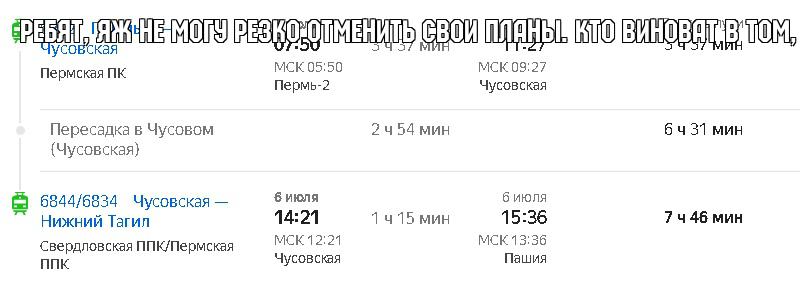 РЕБЯТ, ЯЖ НЕ МОГУ РЕЗКО ОТМЕНИТЬ СВОИ ПЛАНЫ. КТО ВИНОВАТ В ТОМ,
Чусовская 07:50 3 ч 37 мин 11:27 3 ч 37 мин
МСК 05:50 МСК 09:27
Пермская ПК Пермь-2 Чусовская
Пересадка в Чусовом 2 ч 54 мин 6 ч 31 мин
(Чусовская)
6 июля 6 июля
6844/6834 Чусовская — 14:21 1 ч 15 мин 15:36 7 ч 46 мин
Нижний Тагил
МСК 12:21 МСК 13:36
Свердловская ППК/Пермская Чусовская Пашия
ППК